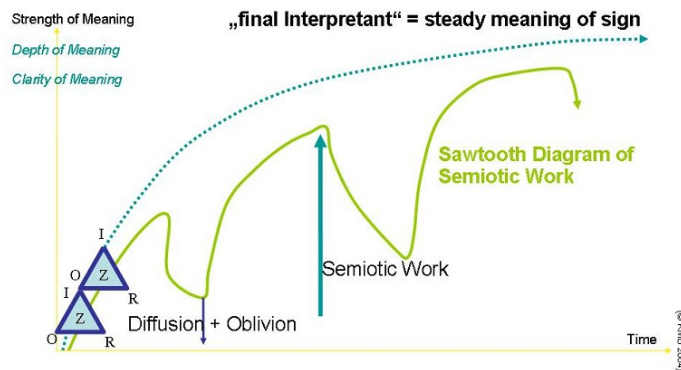 Strength of Meaning
„final Interpretant“ = steady meaning of sign
Depth of Meaning
Clarity of Meaning
Sawtooth Diagram of
Semiotic Work
I
O
Z
R
I
Z
O
R
Semiotic Work
Diffusion + Oblivion
Time